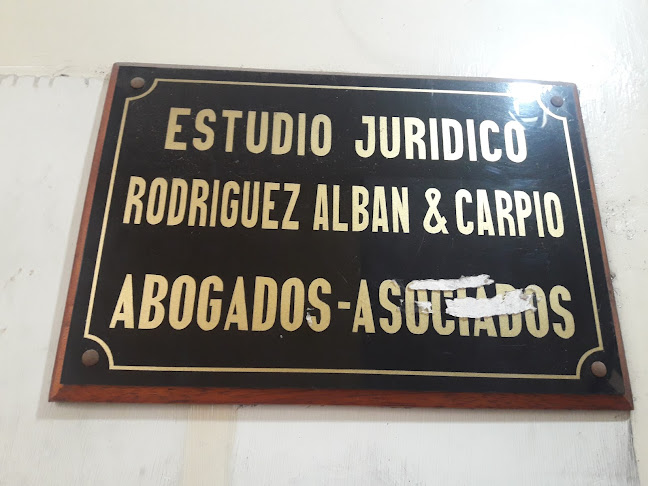 ESTUDIO JURIDICO
RODRIGUEZ ALBAN & CARPIO
ABOGADOS-ASOCIADOS